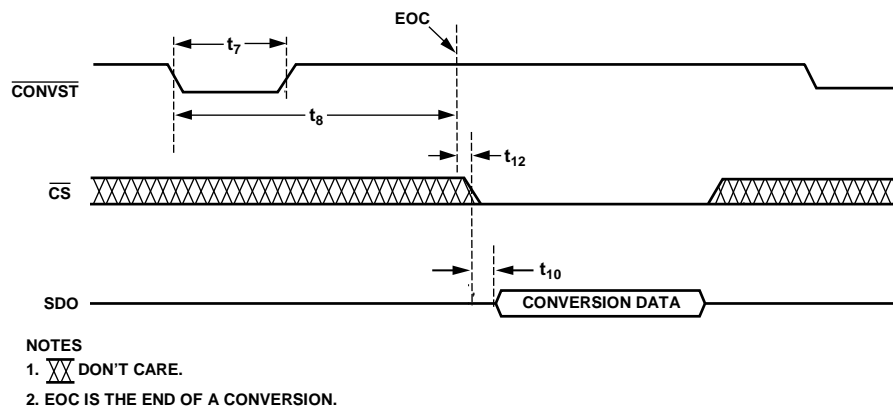 EOC
t7
CONVST
t8
t12
CS
t10
SDO
CONVERSION DATA
NOTES
1. DON'T CARE.
2. EOC IS THE END OF A CONVERSION.